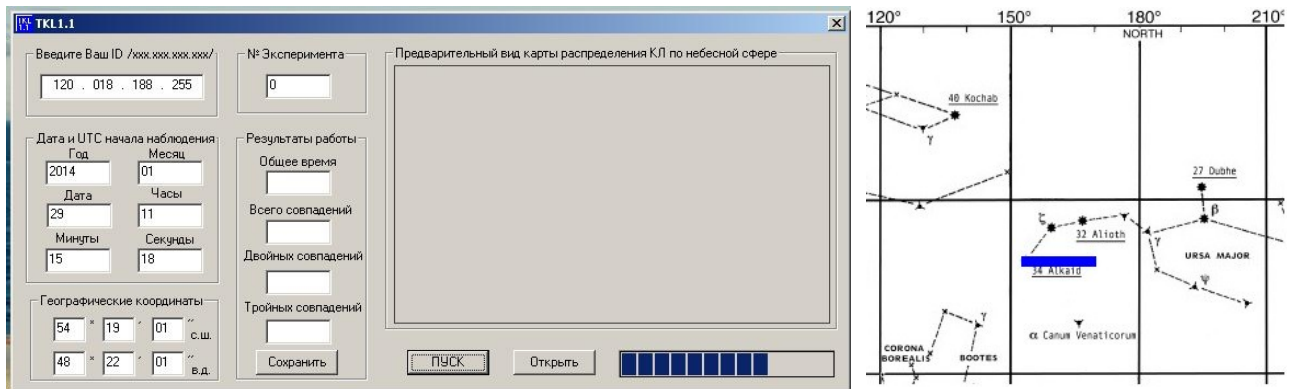 TKL1.1
Введите Ваш ID /xxx.xxx.xxx.xxx/
120 . 018 . 188 . 255
№ Эксперимента
0
Предварительный вид карты распределения КЛ по небесной сфере
Дата и UTC начала наблюдения
Год Месяц
2014 01
Дата Часы
29 11
Минуты Секунды
15 18
Результаты работы
Общее время
Всего совпадений
Двойных совпадений
Тройных совпадений
Сохранить
Географические координаты
54 ° 19 ' 01 " с.ш.
48 ° 22 ' 01 " в.д.
ПУСК
Открыть
120° 150° 180° 210°
NORTH
40 Kochab
γ
27 Dubhe
ζ
β
32 Alioth
γ
URSA MAJOR
34 Alkaid
ψ
γ
α Canum Venaticorum
CORONA
BOREALIS
BOOTES